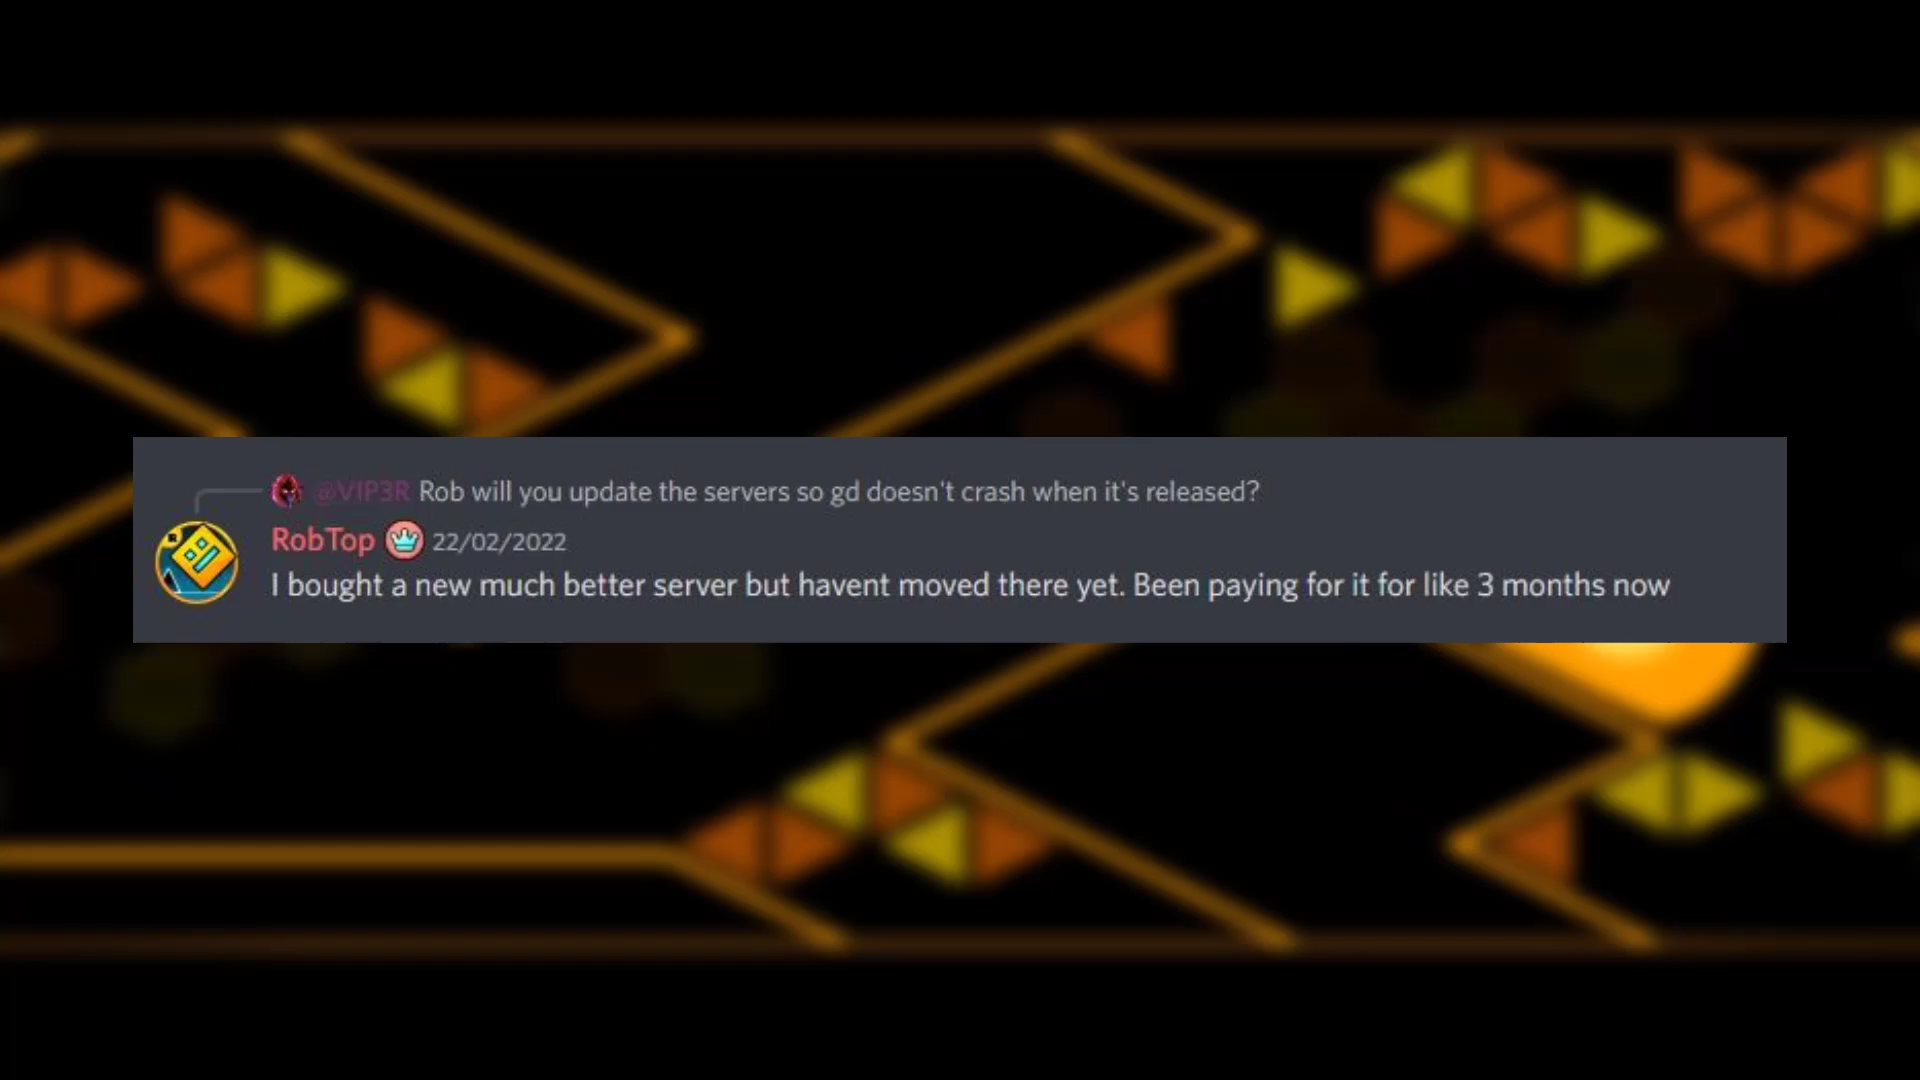 @VIP3R Rob will you update the servers so gd doesn't crash when it's released?
RobTop 22/02/2022
I bought a new much better server but havent moved there yet. Been paying for it for like 3 months now